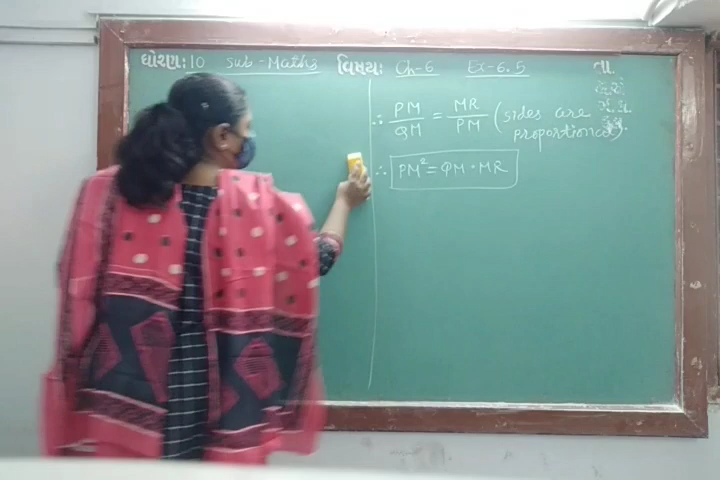 ધોરણ: 10 Sub-Maths વિષય: Ch-6 Ex-6.5 તા.
∴ PM/QM = MR/PM (sides are
proportional).
∴ PM² = QM · MR